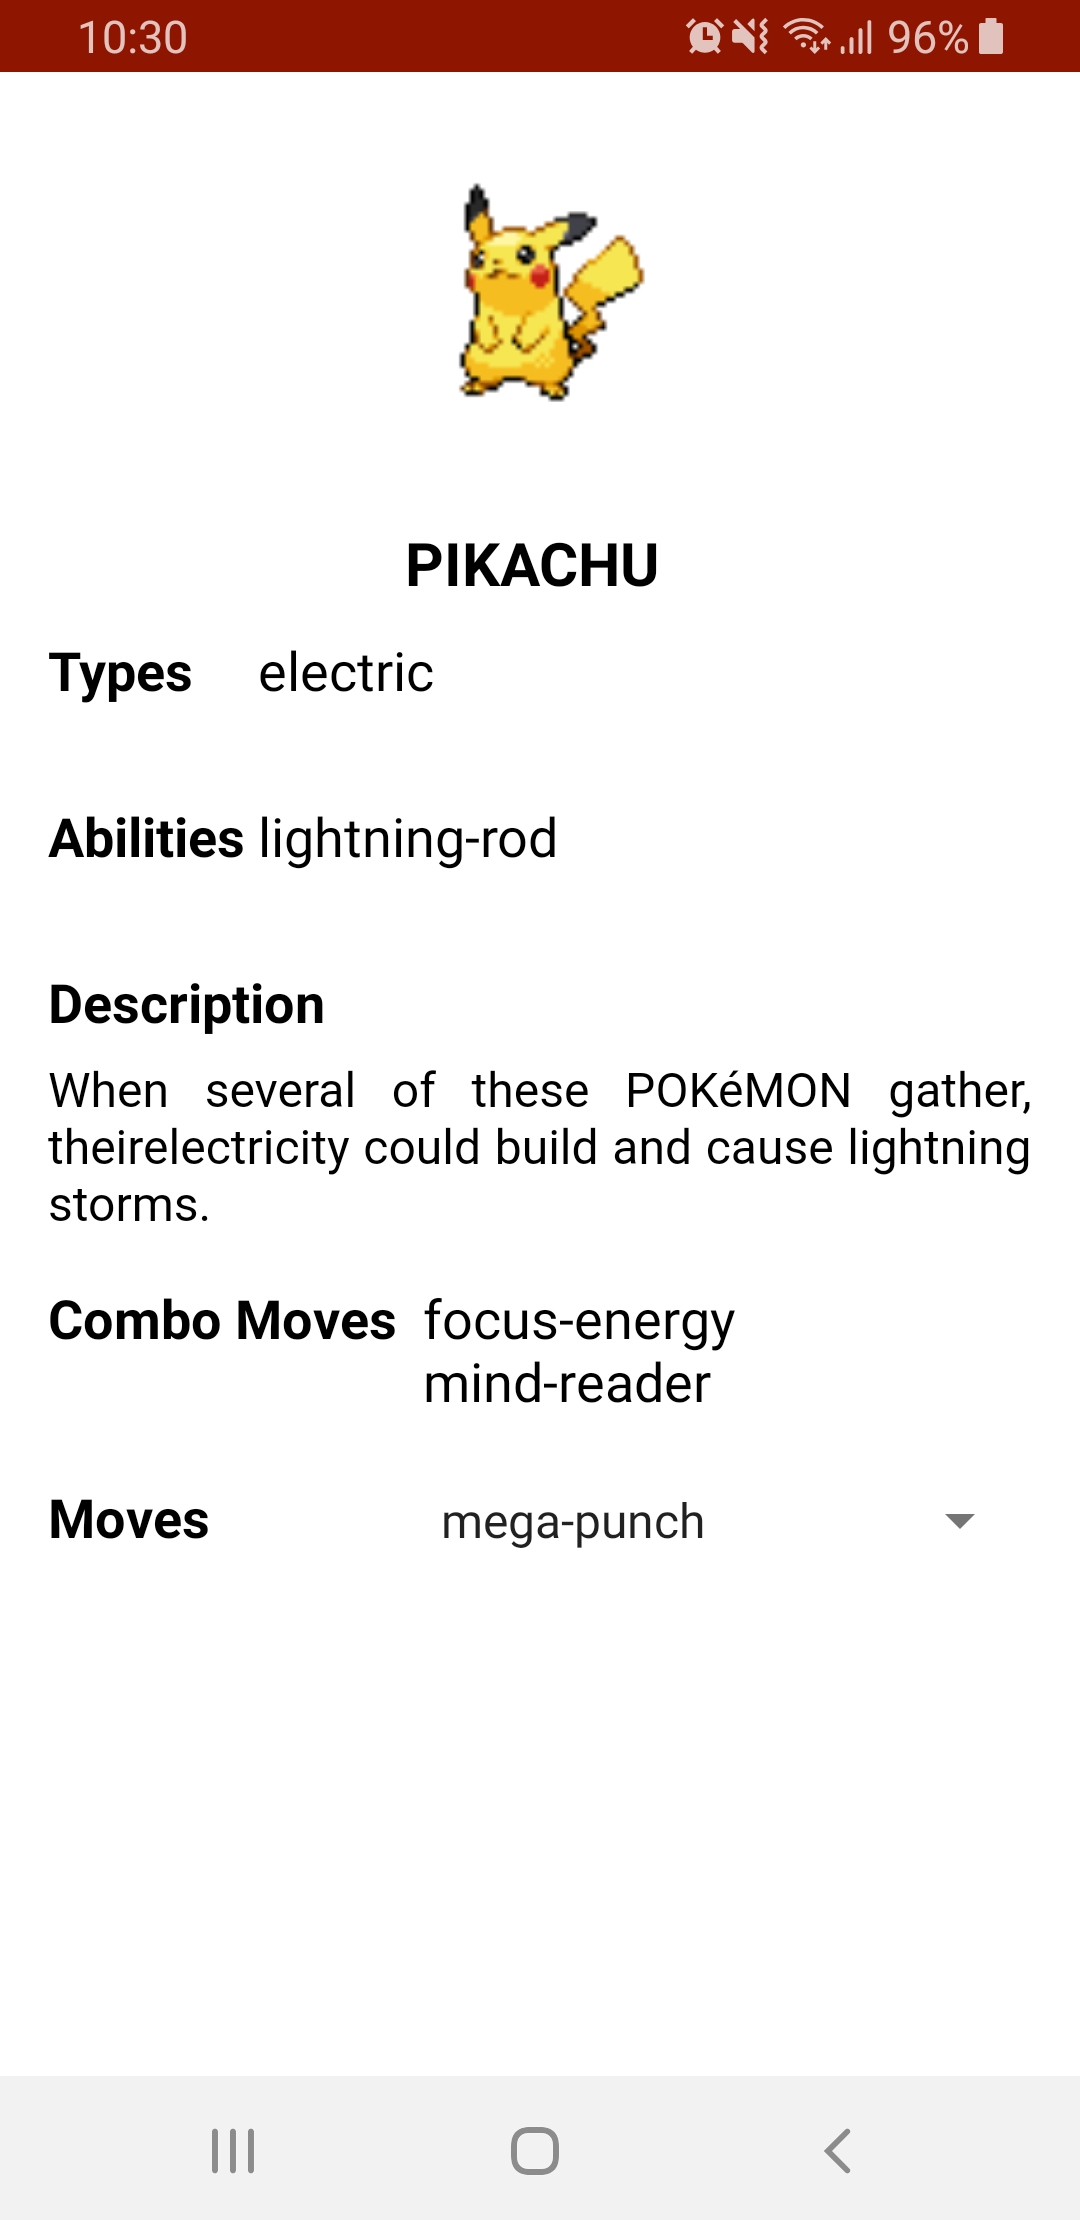 10:30 96%
PIKACHU
Types electric
Abilities lightning-rod
Description
When several of these POKéMON gather,
theirelectricity could build and cause lightning
storms.
Combo Moves focus-energy
mind-reader
Moves mega-punch